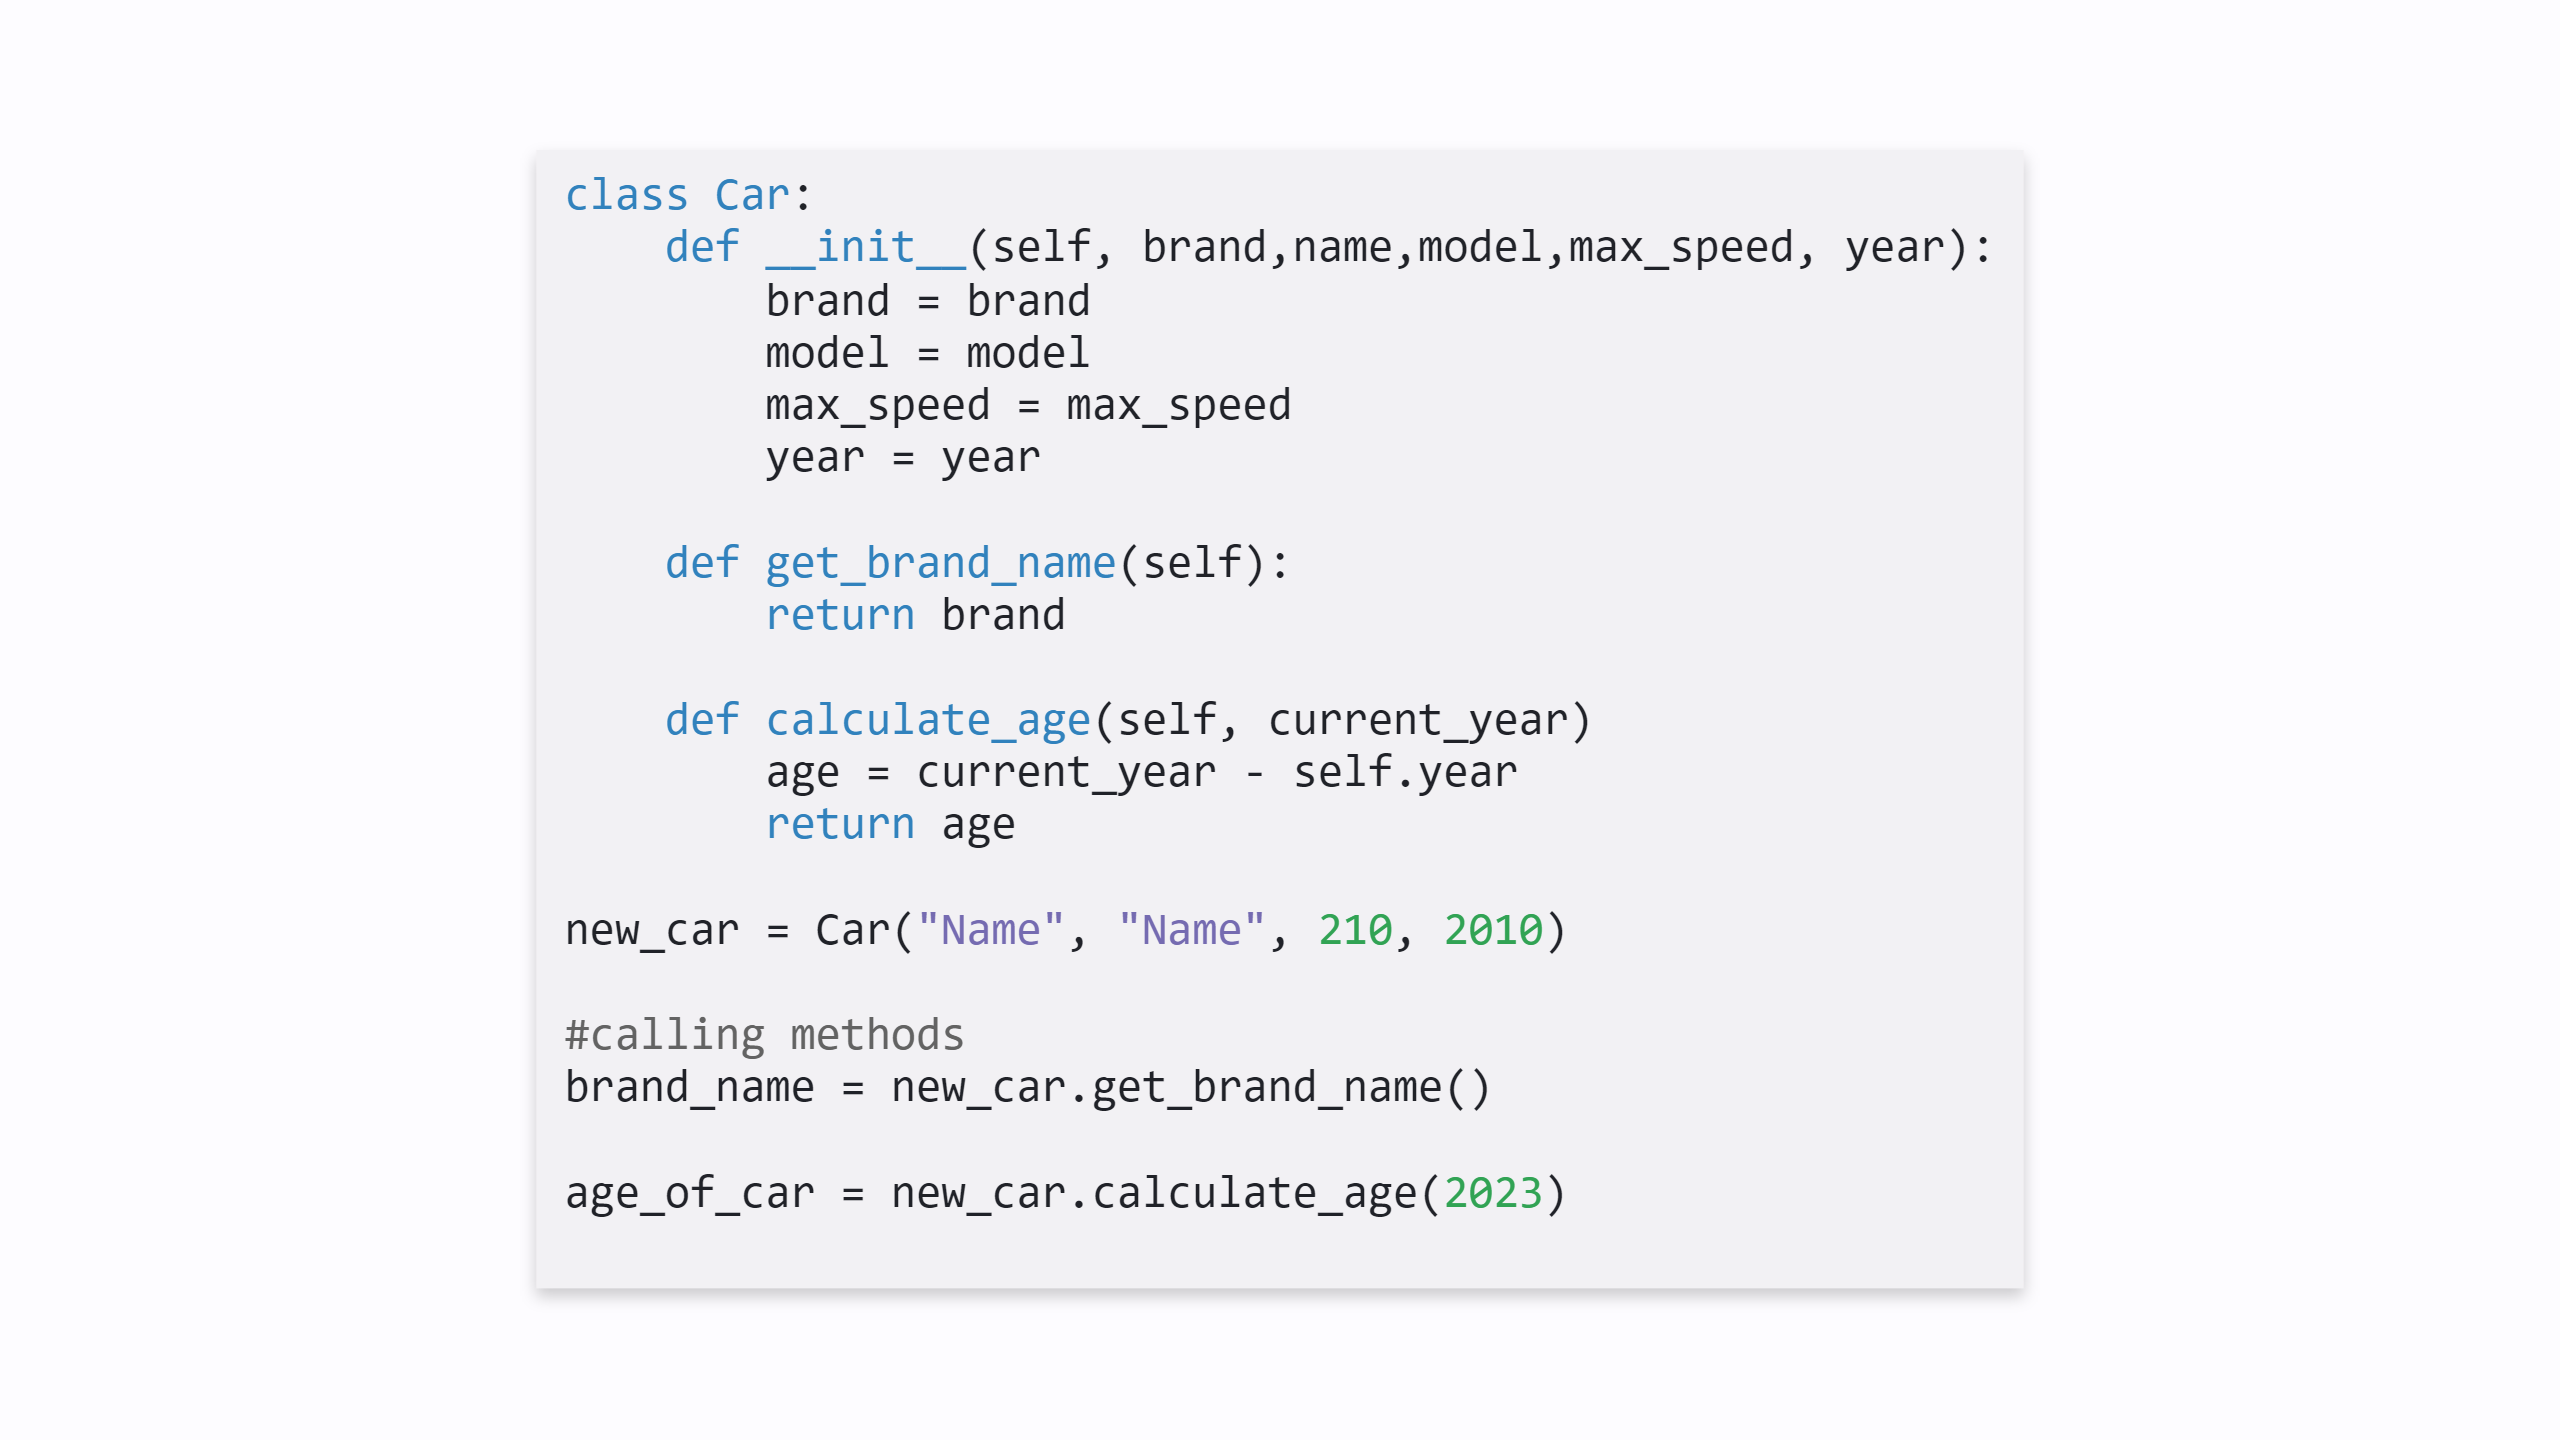 class Car:
    def __init__(self, brand,name,model,max_speed, year):
        brand = brand
        model = model
        max_speed = max_speed
        year = year
    def get_brand_name(self):
        return brand
    def calculate_age(self, current_year)
        age = current_year - self.year
        return age
new_car = Car("Name", "Name", 210, 2010)
#calling methods
brand_name = new_car.get_brand_name()
age_of_car = new_car.calculate_age(2023)